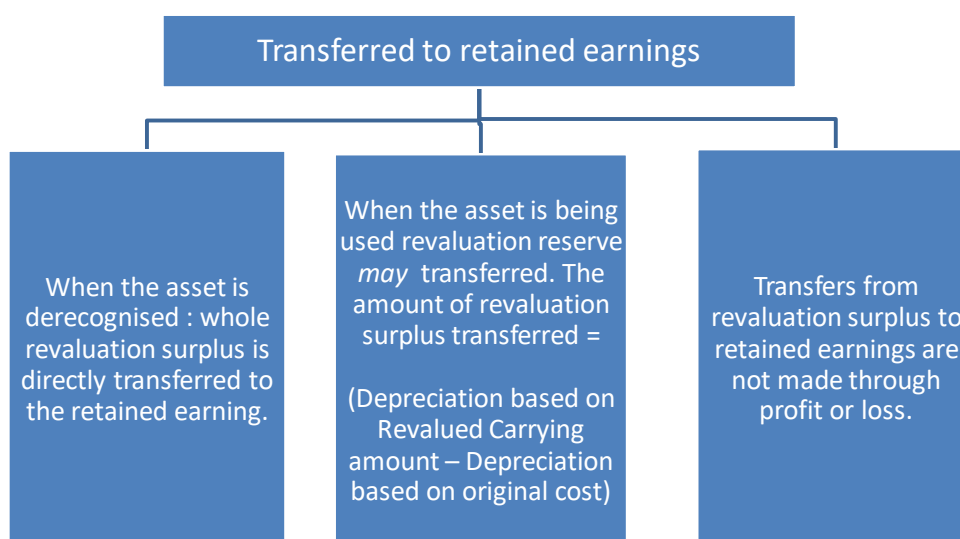 Transferred to retained earnings
When the asset is
derecognised : whole
revaluation surplus is
directly transferred to
the retained earning.
When the asset is being
used revaluation reserve
may transferred. The
amount of revaluation
surplus transferred =
(Depreciation based on
Revalued Carrying
amount – Depreciation
based on original cost)
Transfers from
revaluation surplus to
retained earnings are
not made through
profit or loss.